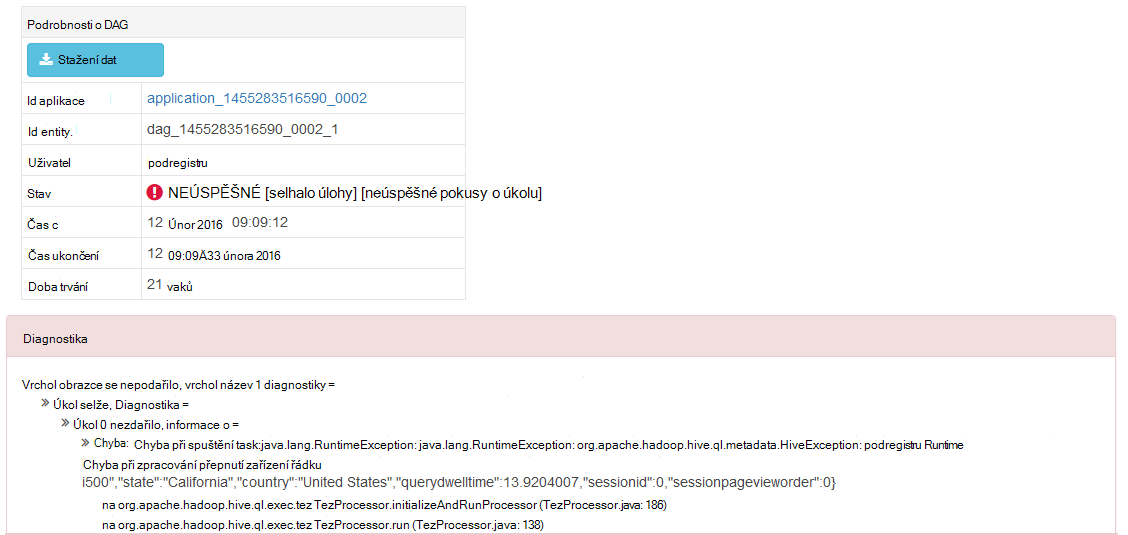 Podrobnosti o DAG
Stažení dat
Id aplikace application_1455283516590_0002
Id entity. dag_1455283516590_0002_1
Uživatel podregistru
Stav NEÚSPĚŠNÉ [selhalo úlohy] [neúspěšné pokusy o úkolu]
Čas c 12 Únor 2016 09:09:12
Čas ukončení 12 09:09Ä33 února 2016
Doba trvání 21 vaků
Diagnostika
Vrchol obrazce se nepodařilo, vrchol název 1 diagnostiky =
Úkol selže, Diagnostika =
Úkol 0 nezdařilo, informace o =
Chyba: Chyba při spuštění task:java.lang.RuntimeException: java.lang.RuntimeException: org.apache.hadoop.hive.ql.metadata.HiveException: podregistru Runtime
Chyba při zpracování přepnutí zařízení řádku
i500","state":"California","country":"United States","querydwelltime":13.9204007,"sessionid":0,"sessionpagevieworder":0}
na org.apache.hadoop.hive.ql.exec.tez TezProcessor.initializeAndRunProcessor (TezProcessor.java: 186)
na org.apache.hadoop.hive.ql.exec.tez TezProcessor.run (TezProcessor.java: 138)